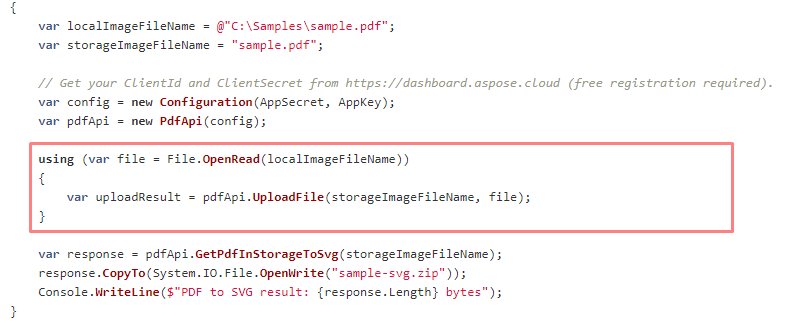 {
var localImageFileName = @"C:\Samples\sample.pdf";
var storageImageFileName = "sample.pdf";
// Get your ClientId and ClientSecret from https://dashboard.aspose.cloud (free registration required).
var config = new Configuration(AppSecret, AppKey);
var pdfApi = new PdfApi(config);
using (var file = File.OpenRead(localImageFileName))
{
var uploadResult = pdfApi.UploadFile(storageImageFileName, file);
}
var response = pdfApi.GetPdfInStorageToSvg(storageImageFileName);
response.CopyTo(System.IO.File.OpenWrite("sample-svg.zip"));
Console.WriteLine($"PDF to SVG result: {response.Length} bytes");
}